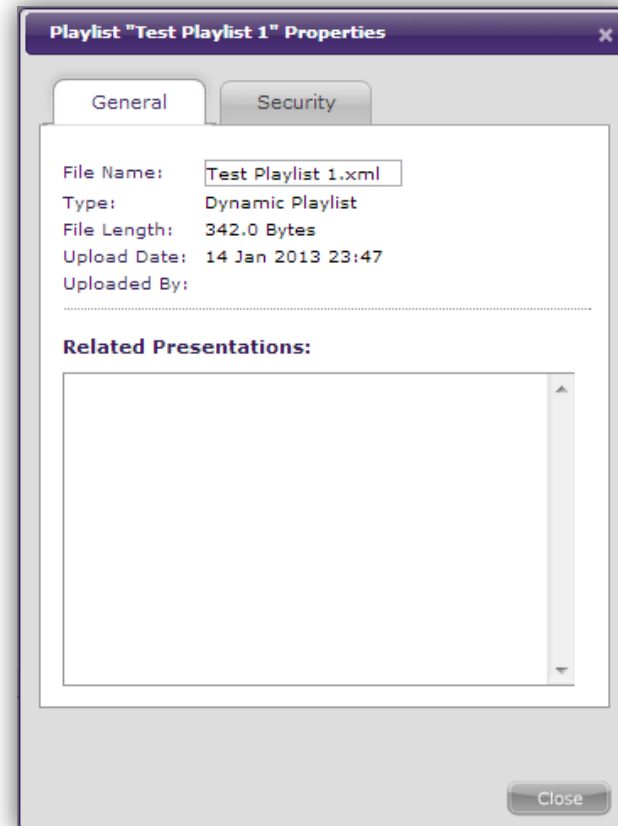 Playlist "Test Playlist 1" Properties
General Security
File Name: Test Playlist 1.xml
Type: Dynamic Playlist
File Length: 342.0 Bytes
Upload Date: 14 Jan 2013 23:47
Uploaded By:
Related Presentations:
Close